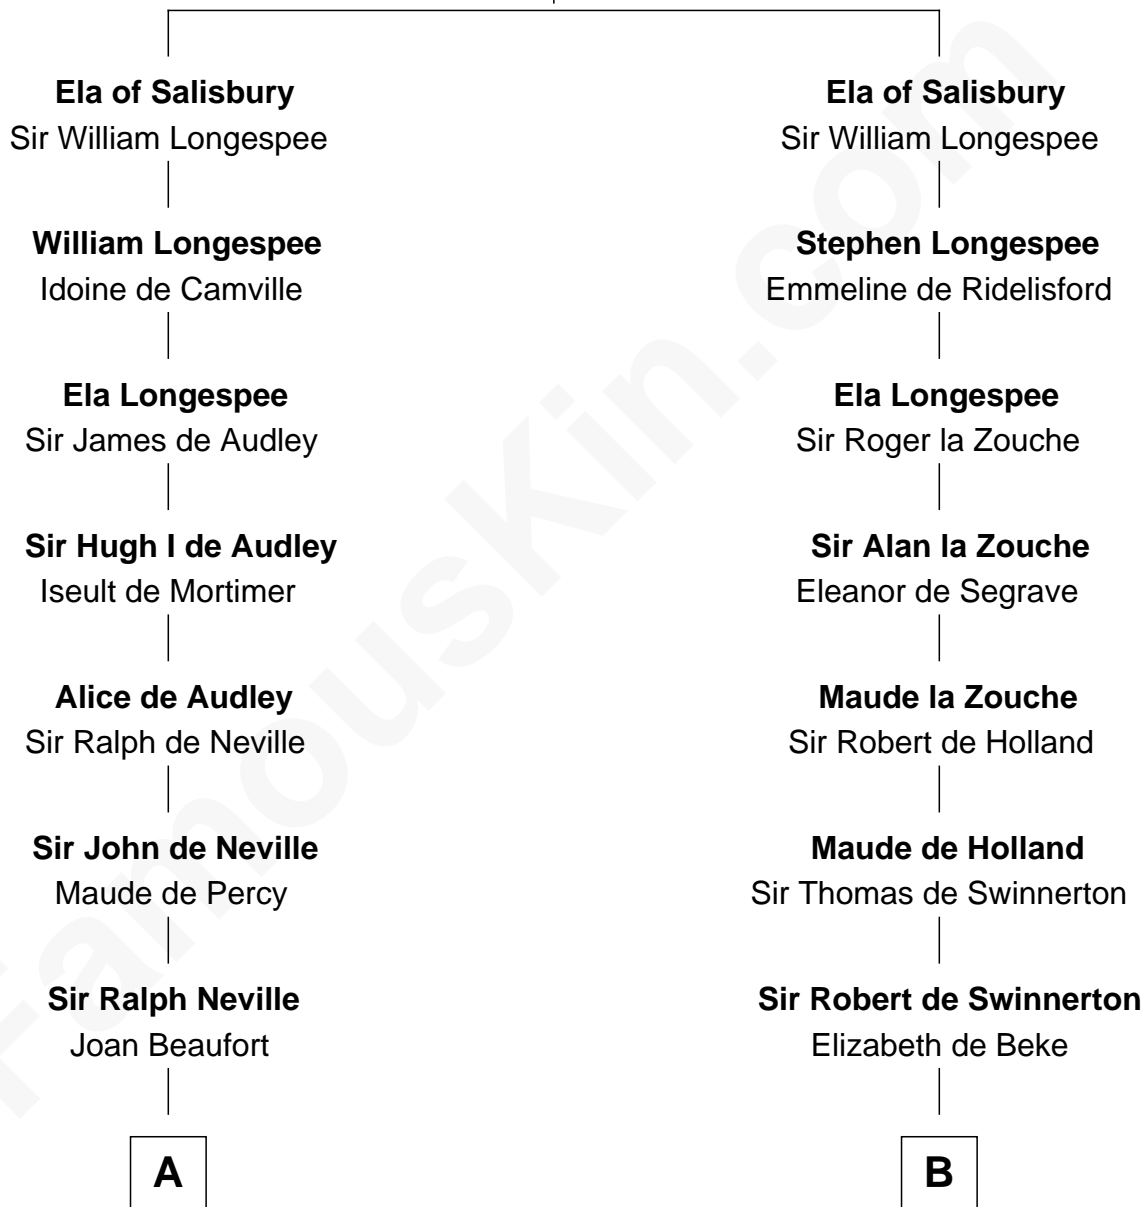 Ela of Salisbury
Sir William Longespee
William Longespee
Idoine de Camville
Ela Longespee
Sir James de Audley
Sir Hugh I de Audley
Iseult de Mortimer
Alice de Audley
Sir Ralph de Neville
Sir John de Neville
Maude de Percy
Sir Ralph Neville
Joan Beaufort
A
Ela of Salisbury
Sir William Longespee
Stephen Longespee
Emmeline de Ridelisford
Ela Longespee
Sir Roger la Zouche
Sir Alan la Zouche
Eleanor de Segrave
Maude la Zouche
Sir Robert de Holland
Maude de Holland
Sir Thomas de Swinnerton
Sir Robert de Swinnerton
Elizabeth de Beke
B
FamousKin.com